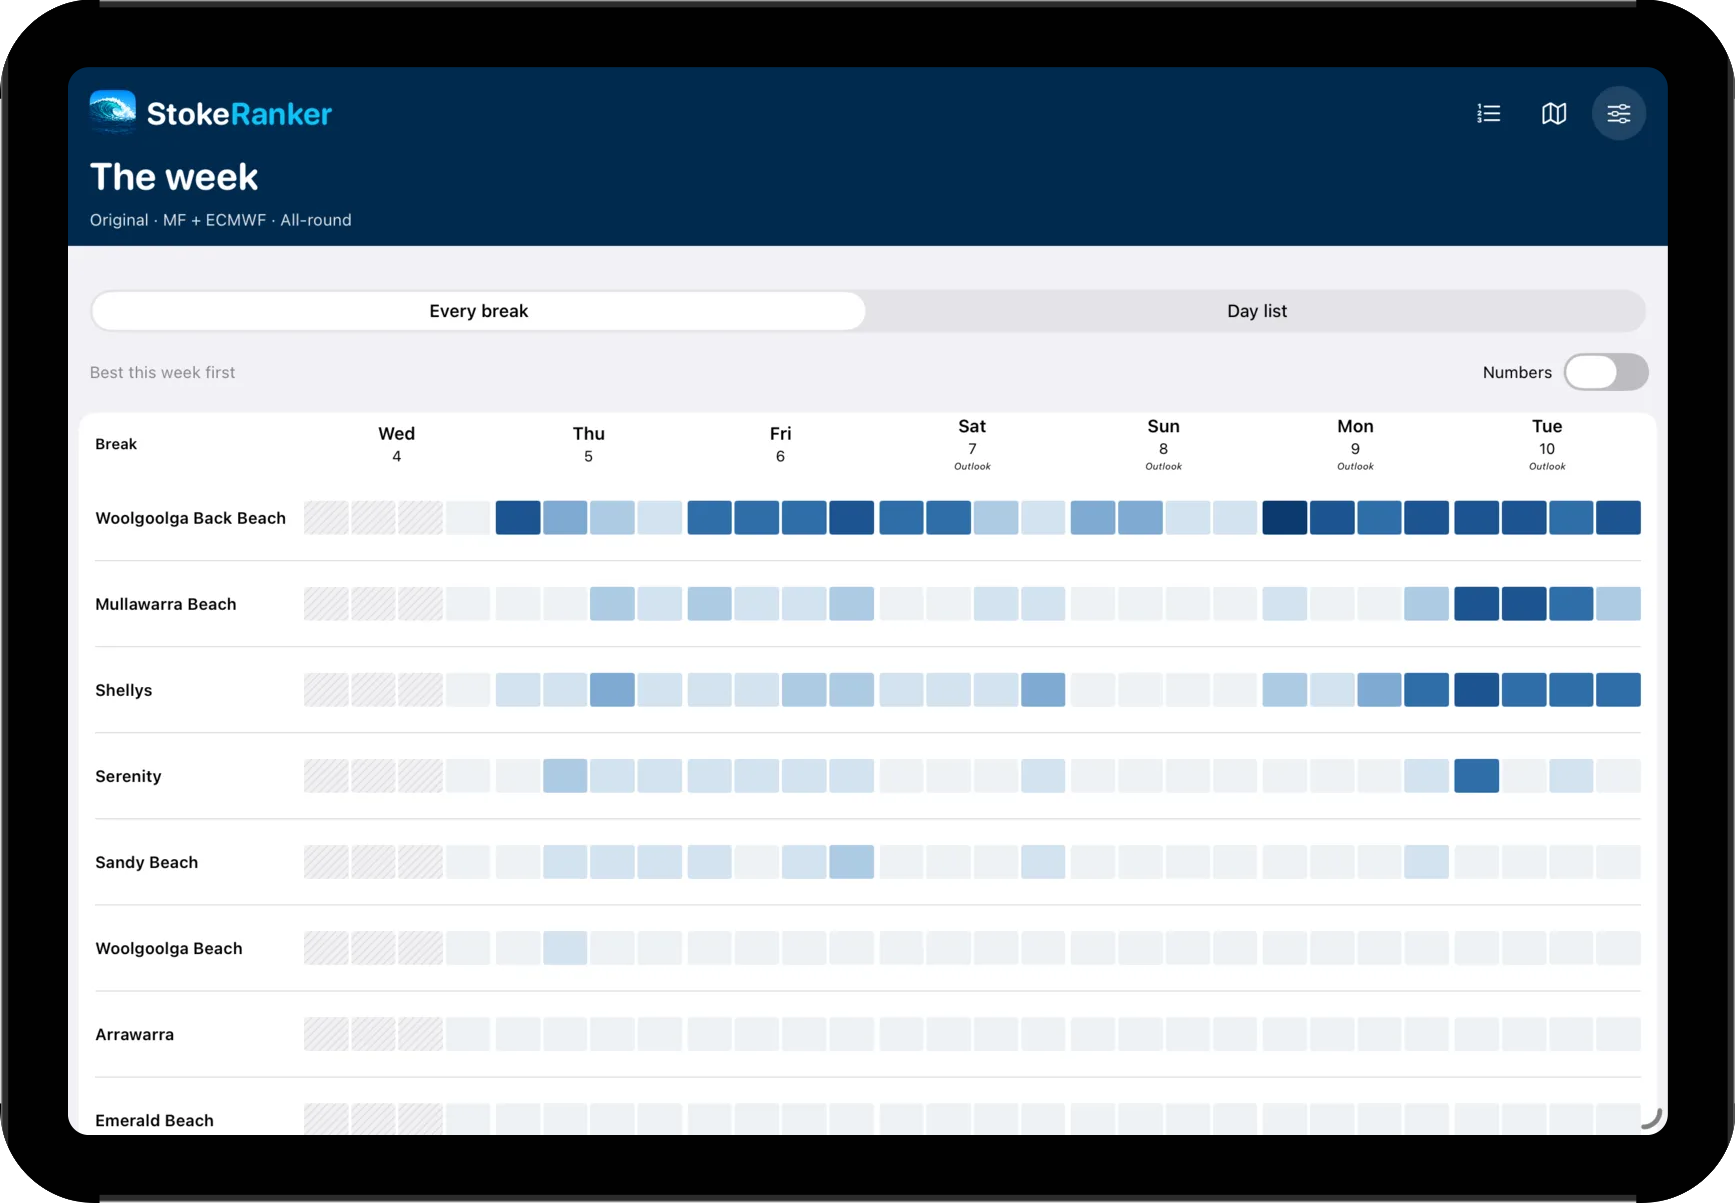 StokeRanker
The week
Original · MF + ECMWF · All-round
Every break
Day list
Best this week first
Numbers
Break
Wed
4
Thu
5
Fri
6
Sat
7
Outlook
Sun
8
Outlook
Mon
9
Outlook
Tue
10
Outlook
Woolgoolga Back Beach
Mullawarra Beach
Shellys
Serenity
Sandy Beach
Woolgoolga Beach
Arrawarra
Emerald Beach